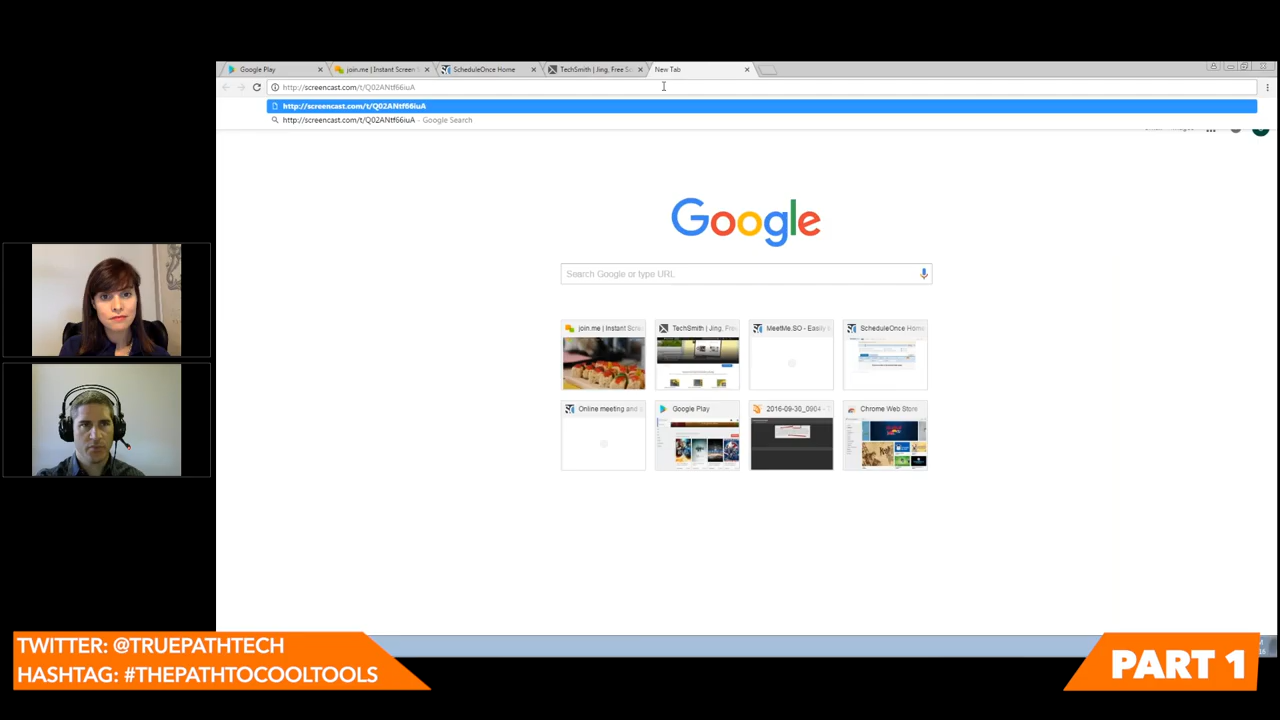 Google Play
join.me | Instant Screen
ScheduleOnce Home
TechSmith | Jing, Free Sc
New Tab
http://screencast.com/t/Q02ANtf66iuA
http://screencast.com/t/Q02ANtf66iuA
http://screencast.com/t/Q02ANtf66iuA - Google Search
Google
Search Google or type URL
join.me | Instant Scre
TechSmith | Jing, Fre
MeetMe.SO - Easily s
ScheduleOnce Home
Online meeting and s
Google Play
2016-09-30_0904
Chrome Web Store
TWITTER: @TRUEPATHTECH
HASHTAG: #THEPATHTOCOOLTOOLS
PART 1